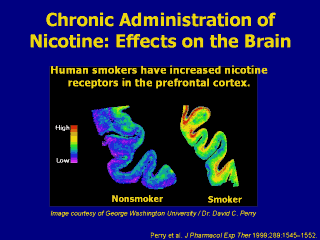 Chronic Administration of
Nicotine: Effects on the Brain
Human smokers have increased nicotine
receptors in the prefrontal cortex.
High
Low
Nonsmoker
Smoker
Image courtesy of George Washington University / Dr. David C. Perry
Perry et al. J Pharmacol Exp Ther 1999;289:1545–1552.